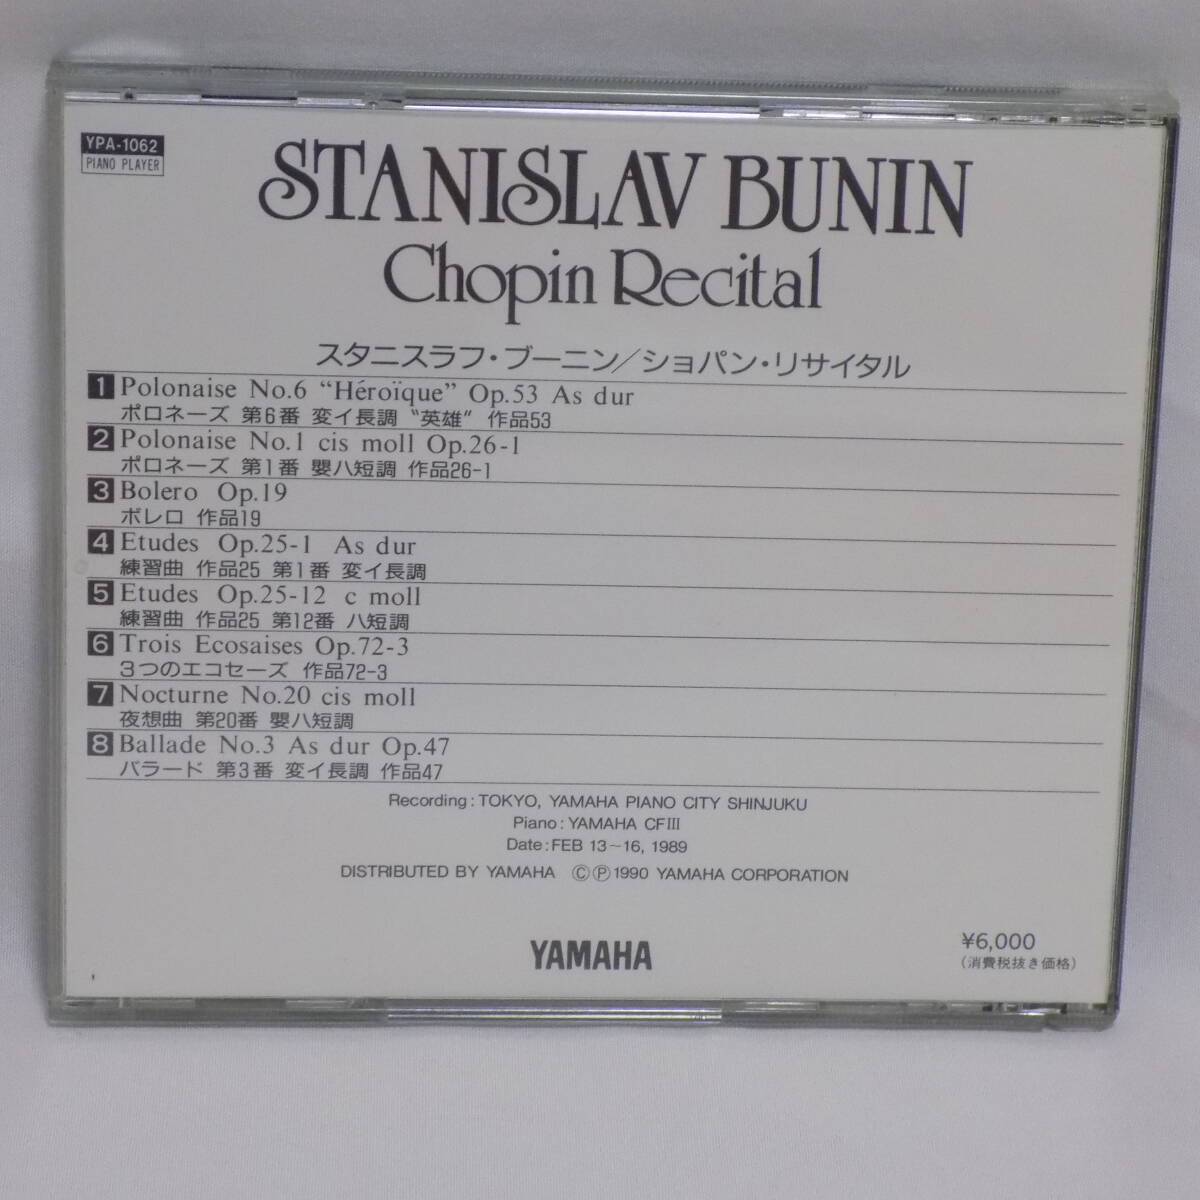 YPA-1062
PIANO PLAYER
STANISLAV BUNIN
Chopin Recital
スタニスラフ・ブーニン/ショパン・リサイタル
1 Polonaise No.6 “Héroïque” Op.53 As dur
ポロネーズ 第6番 変イ長調 〝英雄〟 作品53
2 Polonaise No.1 cis moll Op.26-1
ポロネーズ 第1番 嬰ハ短調 作品26-1
3 Bolero Op.19
ボレロ 作品19
4 Etudes Op.25-1 As dur
練習曲 作品25 第1番 変イ長調
5 Etudes Op.25-12 c moll
練習曲 作品25 第12番 ハ短調
6 Trois Ecosaises Op.72-3
3つのエコセーズ 作品72-3
7 Nocturne No.20 cis moll
夜想曲 第20番 嬰ハ短調
8 Ballade No.3 As dur Op.47
バラード 第3番 変イ長調 作品47
Recording : TOKYO, YAMAHA PIANO CITY SHINJUKU
Piano : YAMAHA CFIII
Date : FEB 13~16, 1989
DISTRIBUTED BY YAMAHA ©℗1990 YAMAHA CORPORATION
YAMAHA
¥6,000
(消費税抜き価格)